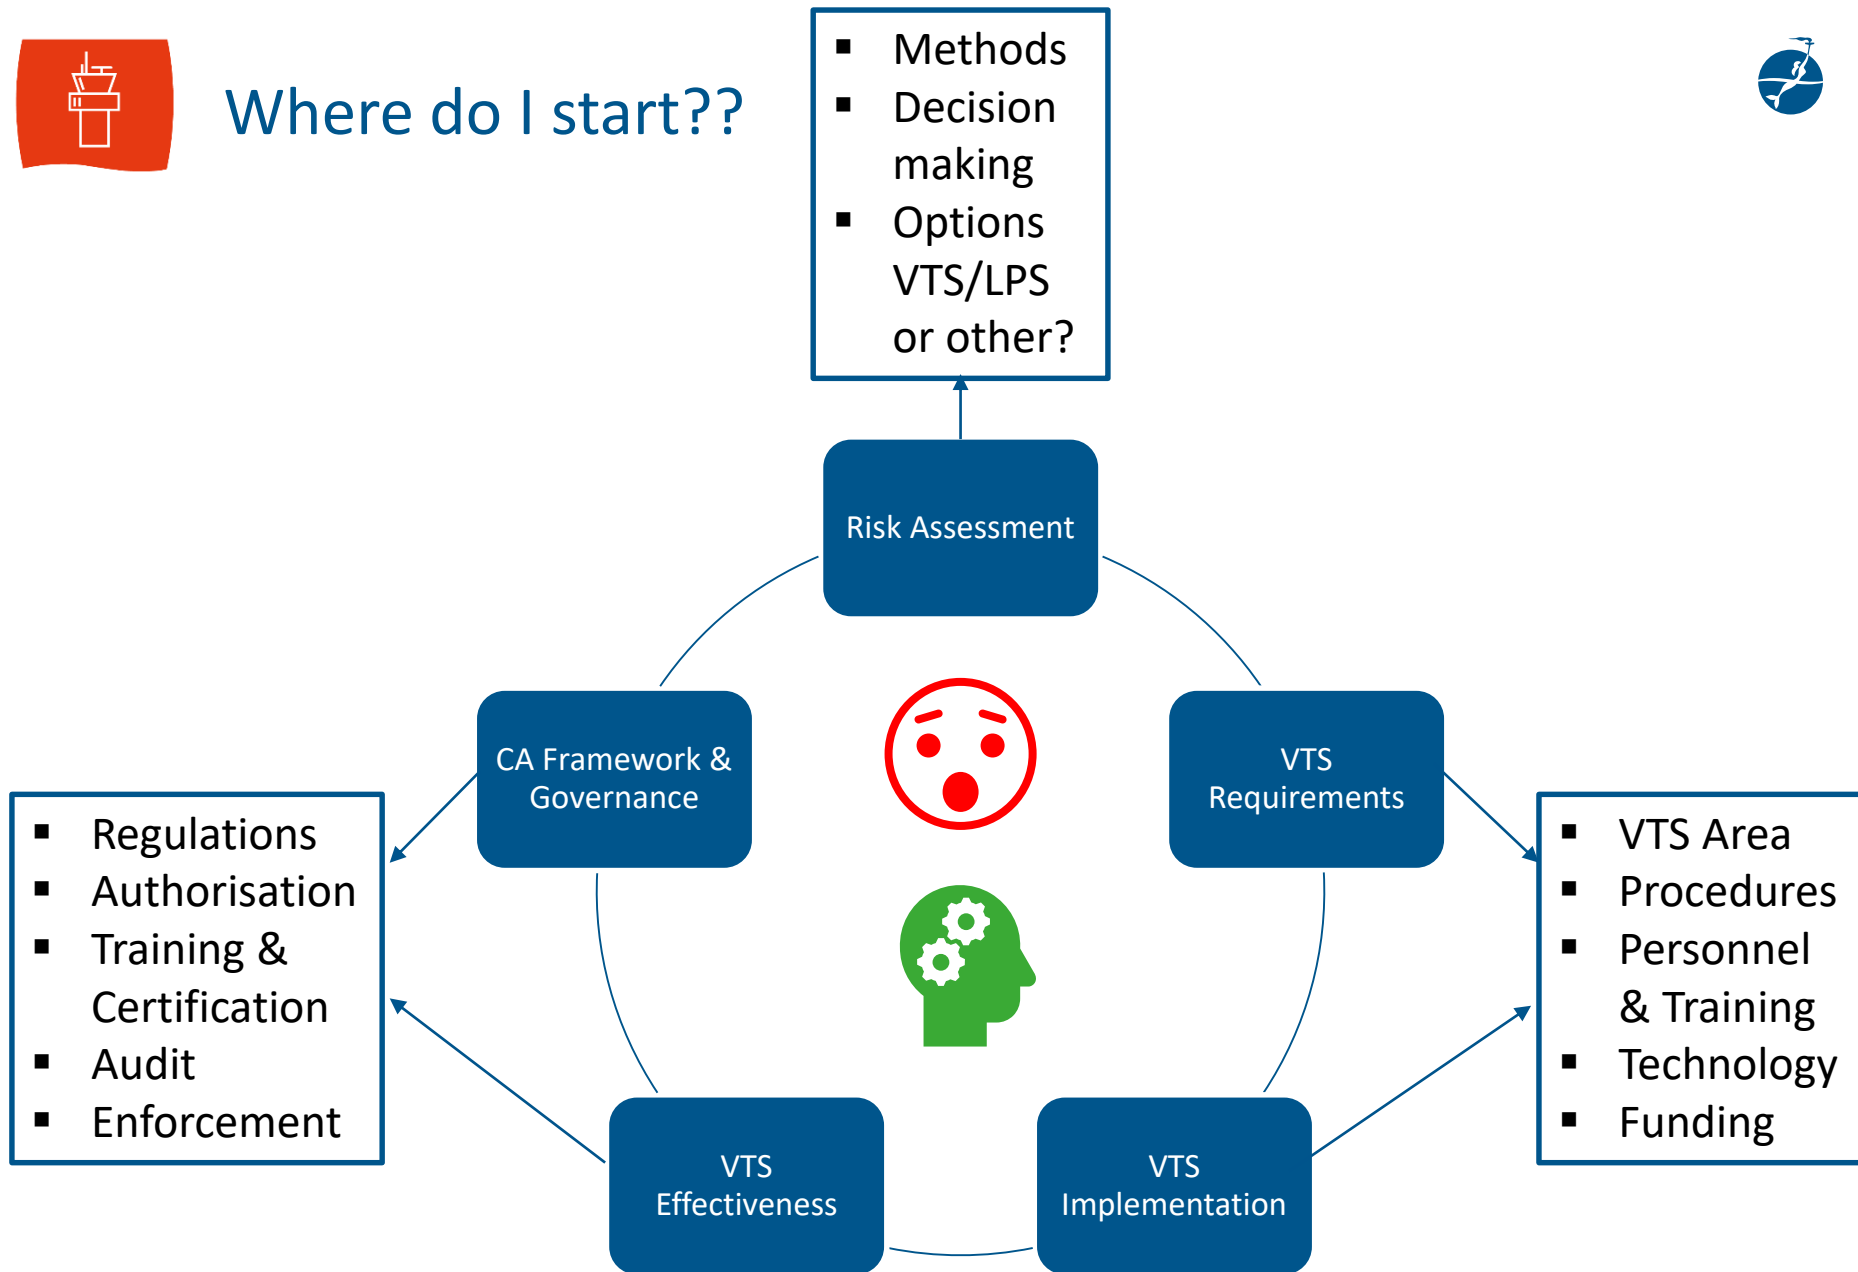 Where do I start??
▪ Methods
▪ Decision
making
▪ Options
VTS/LPS
or other?
Risk Assessment
CA Framework &
Governance
VTS
Requirements
▪ Regulations
▪ Authorisation
▪ Training &
Certification
▪ Audit
▪ Enforcement
▪ VTS Area
▪ Procedures
▪ Personnel
& Training
▪ Technology
▪ Funding
VTS
Effectiveness
VTS
Implementation